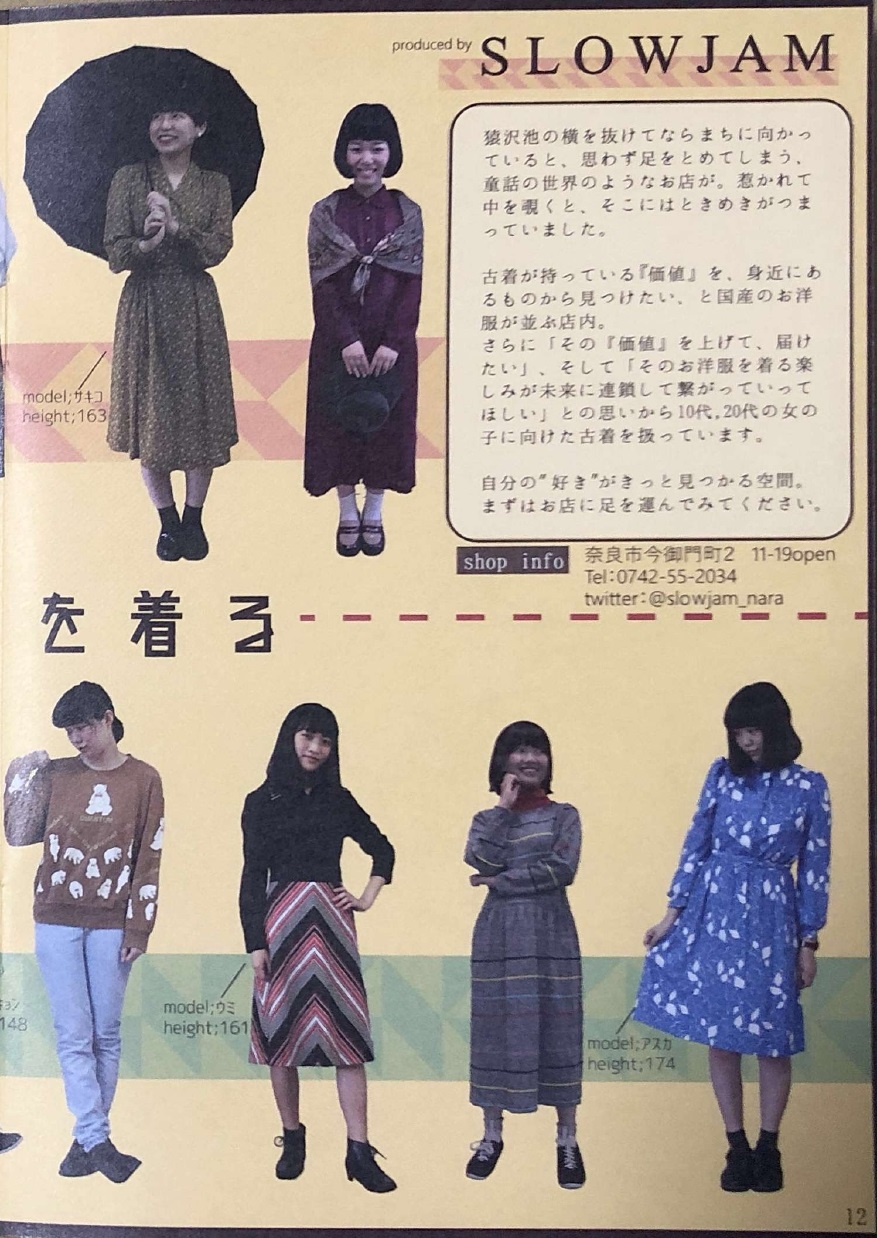 produced by SLOWJAM
猿沢池の横を抜けてならまちに向かっ
ていると、思わず足をとめてしまう、
童話の世界のようなお店が。惹かれて
中を覗くと、そこにはときめきがつま
っていました。
古着が持っている『価値』を、身近にあ
るものから見つけたい、と国産のお洋
服が並ぶ店内。
さらに「その『価値』を上げて、届け
たい」、そして「そのお洋服を着る楽
しみが未来に連鎖して繋がっていって
ほしい」との思いから10代,20代の女の
子に向けた古着を扱っています。
自分の"好き"がきっと見つかる空間。
まずはお店に足を運んでみてください。
shop info
奈良市今御門町2 11-19open
Tel:0742-55-2034
twitter:@slowjam_nara
model;サキコ
height;163
を着る
148
model;ウミ
height;161
model;アスカ
height;174
12